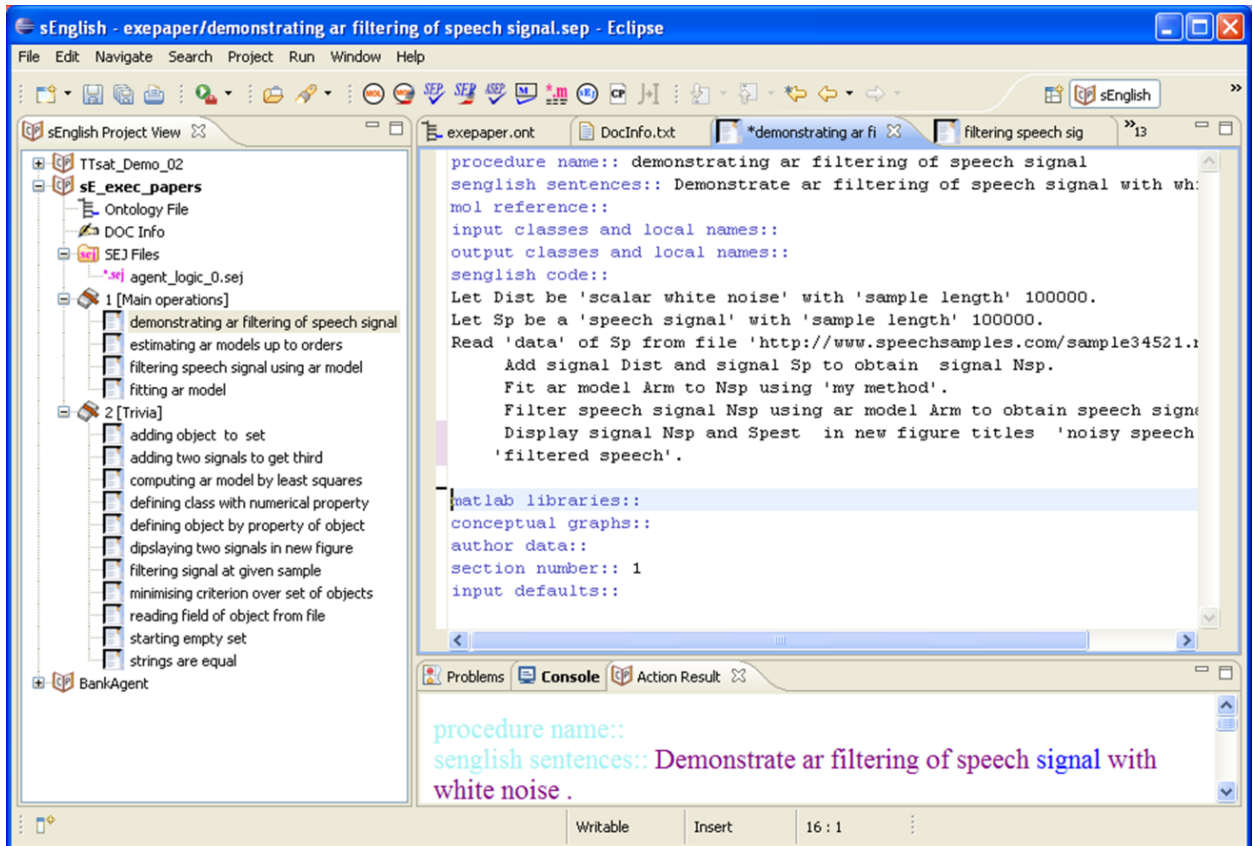 sEnglish - exepaper/demonstrating ar filtering of speech signal.sep - Eclipse
File Edit Navigate Search Project Run Window Help
sEnglish
sEnglish Project View
TTsat_Demo_02
sE_exec_papers
Ontology File
DOC Info
SEJ Files
agent_logic_0.sej
1 [Main operations]
demonstrating ar filtering of speech signal
estimating ar models up to orders
filtering speech signal using ar model
fitting ar model
2 [Trivia]
adding object to set
adding two signals to get third
computing ar model by least squares
defining class with numerical property
defining object by property of object
dipslaying two signals in new figure
filtering signal at given sample
minimising criterion over set of objects
reading field of object from file
starting empty set
strings are equal
BankAgent
exepaper.ont DocInfo.txt *demonstrating ar fi filtering speech sig 13
procedure name:: demonstrating ar filtering of speech signal
senglish sentences:: Demonstrate ar filtering of speech signal with whi
mol reference::
input classes and local names::
output classes and local names::
senglish code::
Let Dist be 'scalar white noise' with 'sample length' 100000.
Let Sp be a 'speech signal' with 'sample length' 100000.
Read 'data' of Sp from file 'http://www.speechsamples.com/sample34521.
Add signal Dist and signal Sp to obtain signal Nsp.
Fit ar model Arm to Nsp using 'my method'.
Filter speech signal Nsp using ar model Arm to obtain speech signa
Display signal Nsp and Spest in new figure titles 'noisy speech
'filtered speech'.
matlab libraries::
conceptual graphs::
author data::
section number:: 1
input defaults::
Problems Console Action Result
procedure name::
senglish sentences:: Demonstrate ar filtering of speech signal with
white noise .
Writable Insert 16 : 1